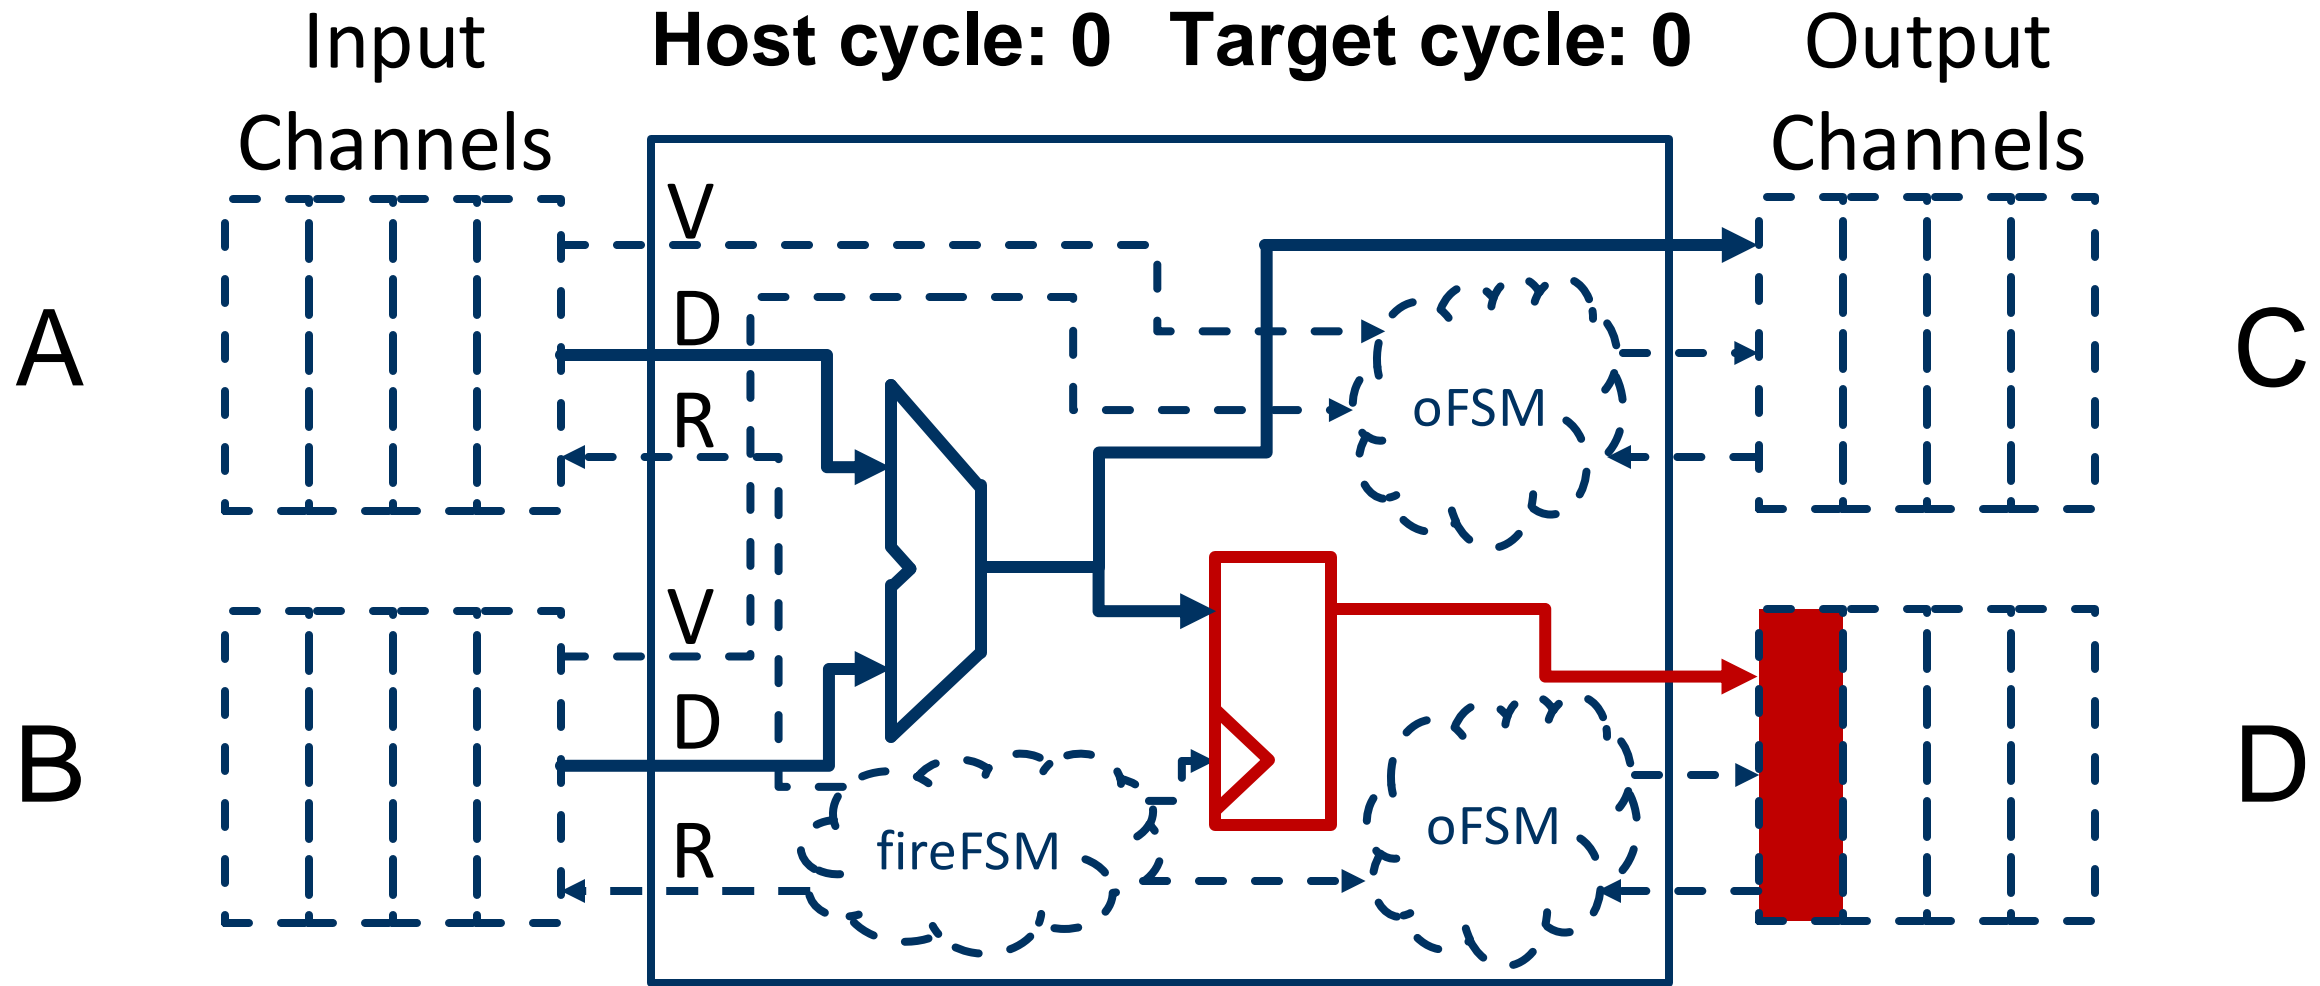 Input
Channels
Host cycle: 0 Target cycle: 0
Output
Channels
V
D
R
A
oFSM
C
V
D
R
B
fireFSM
oFSM
D